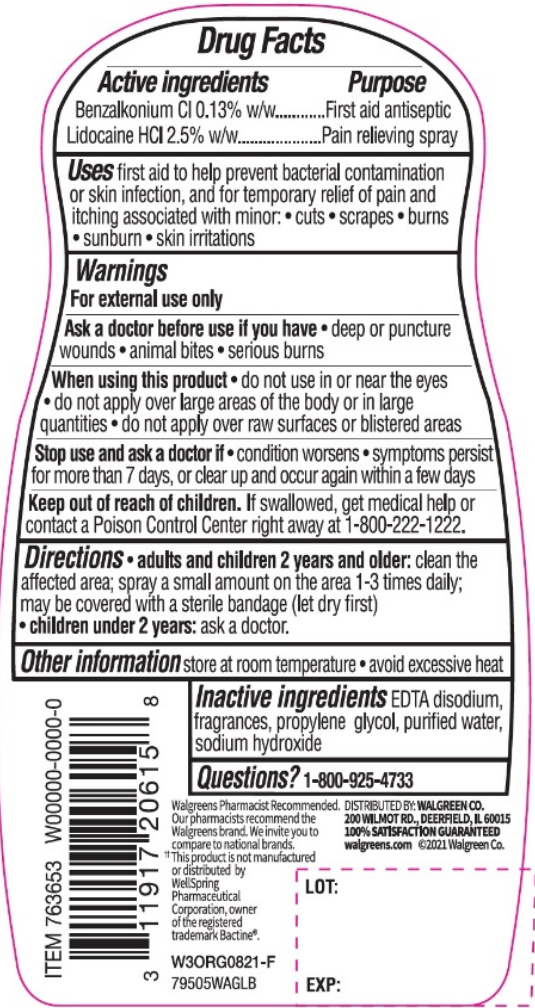 Drug Facts
Active ingredients Purpose
Benzalkonium Cl 0.13% w/w............First aid antiseptic
Lidocaine HCl 2.5% w/w.....................Pain relieving spray
Uses first aid to help prevent bacterial contamination
or skin infection, and for temporary relief of pain and
itching associated with minor: • cuts • scrapes • burns
• sunburn • skin irritations
Warnings
For external use only
Ask a doctor before use if you have • deep or puncture
wounds • animal bites • serious burns
When using this product • do not use in or near the eyes
• do not apply over large areas of the body or in large
quantities • do not apply over raw surfaces or blistered areas
Stop use and ask a doctor if • condition worsens • symptoms persist
for more than 7 days, or clear up and occur again within a few days
Keep out of reach of children. If swallowed, get medical help or
contact a Poison Control Center right away at 1-800-222-1222.
Directions • adults and children 2 years and older: clean the
affected area; spray a small amount on the area 1-3 times daily;
may be covered with a sterile bandage (let dry first)
• children under 2 years: ask a doctor.
Other information store at room temperature • avoid excessive heat
Inactive ingredients EDTA disodium,
fragrances, propylene glycol, purified water,
sodium hydroxide
Questions? 1-800-925-4733
ITEM 763653 W00000-0000-0
3 11917 20615 8
Walgreens Pharmacist Recommended.
Our pharmacists recommend the
Walgreens brand. We invite you to
compare to national brands.
†† This product is not manufactured
or distributed by
WellSpring
Pharmaceutical
Corporation, owner
of the registered
trademark Bactine®.
W3ORG0821-F
79505WAGLB
DISTRIBUTED BY: WALGREEN CO.
200 WILMOT RD., DEERFIELD, IL 60015
100% SATISFACTION GUARANTEED
walgreens.com ©2021 Walgreen Co.
LOT:
EXP: